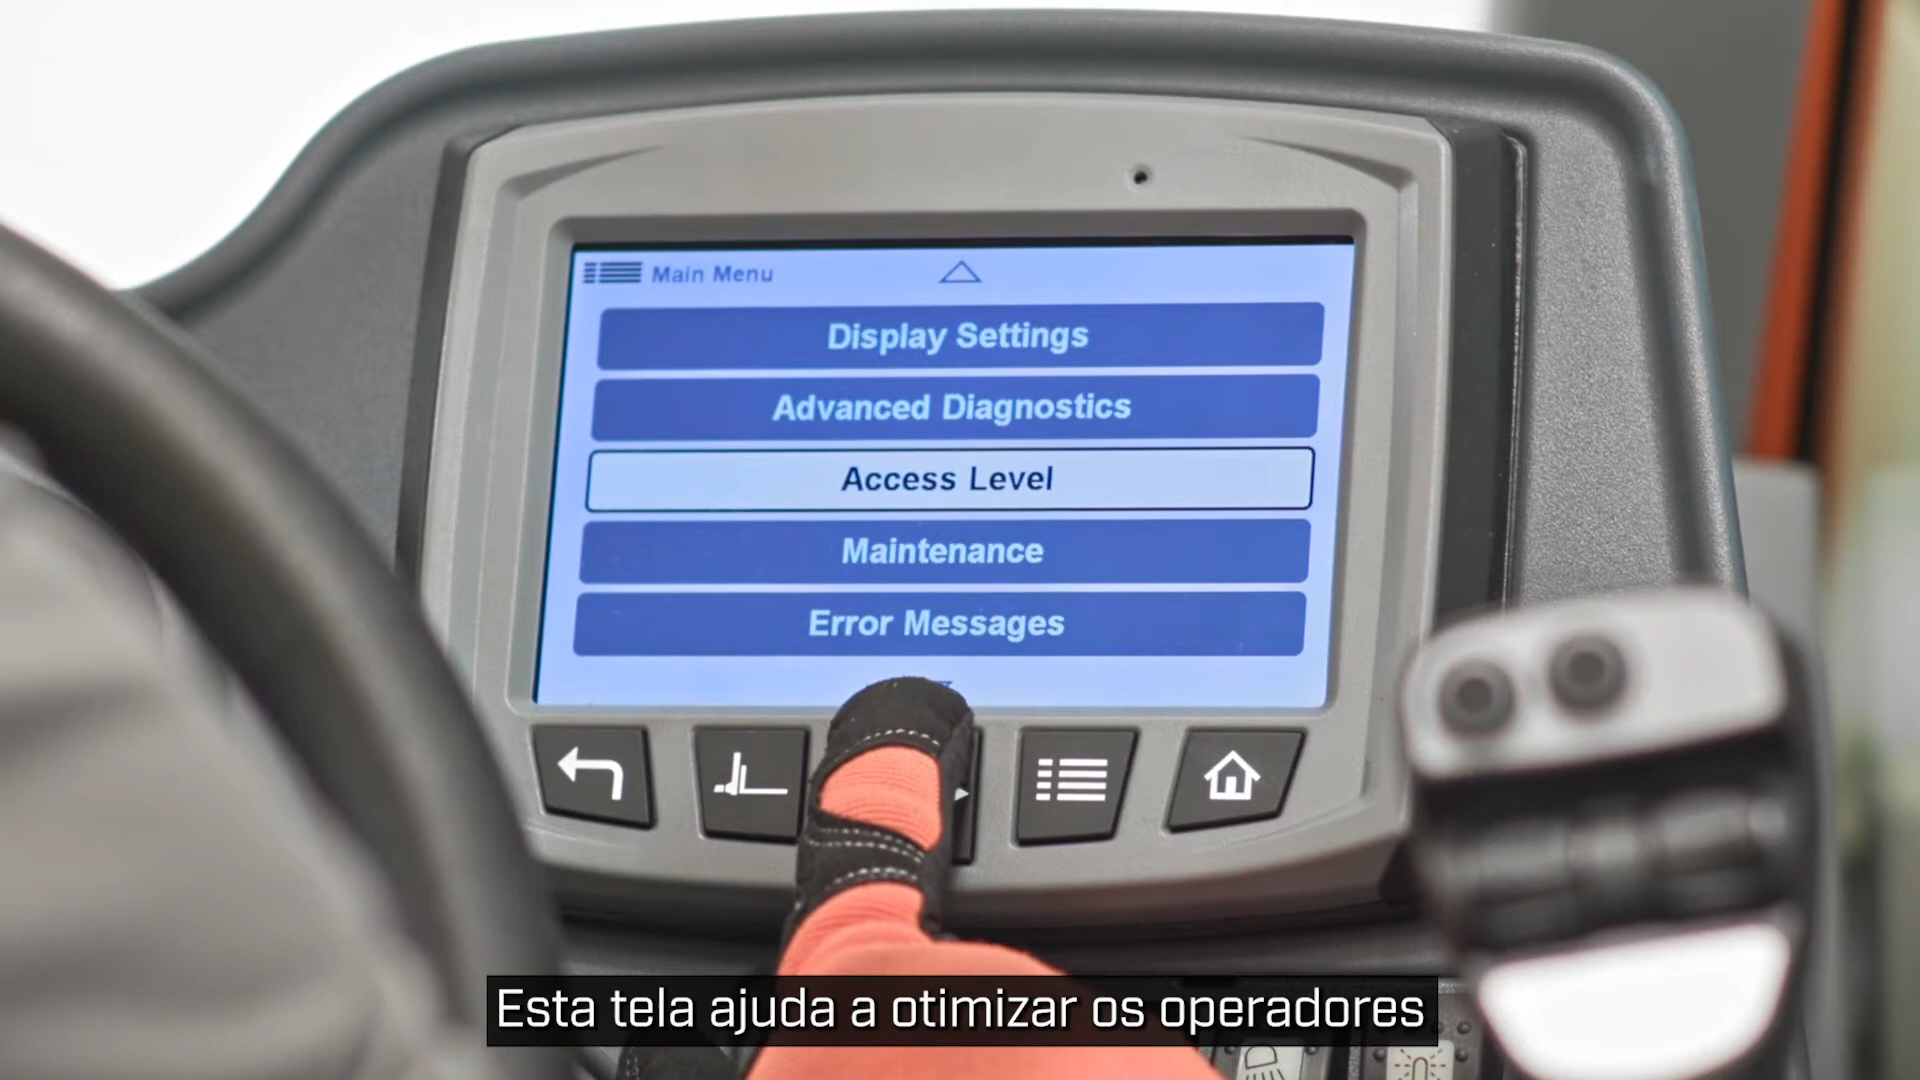 Main Menu
Display Settings
Advanced Diagnostics
Access Level
Maintenance
Error Messages
Esta tela ajuda a otimizar os operadores